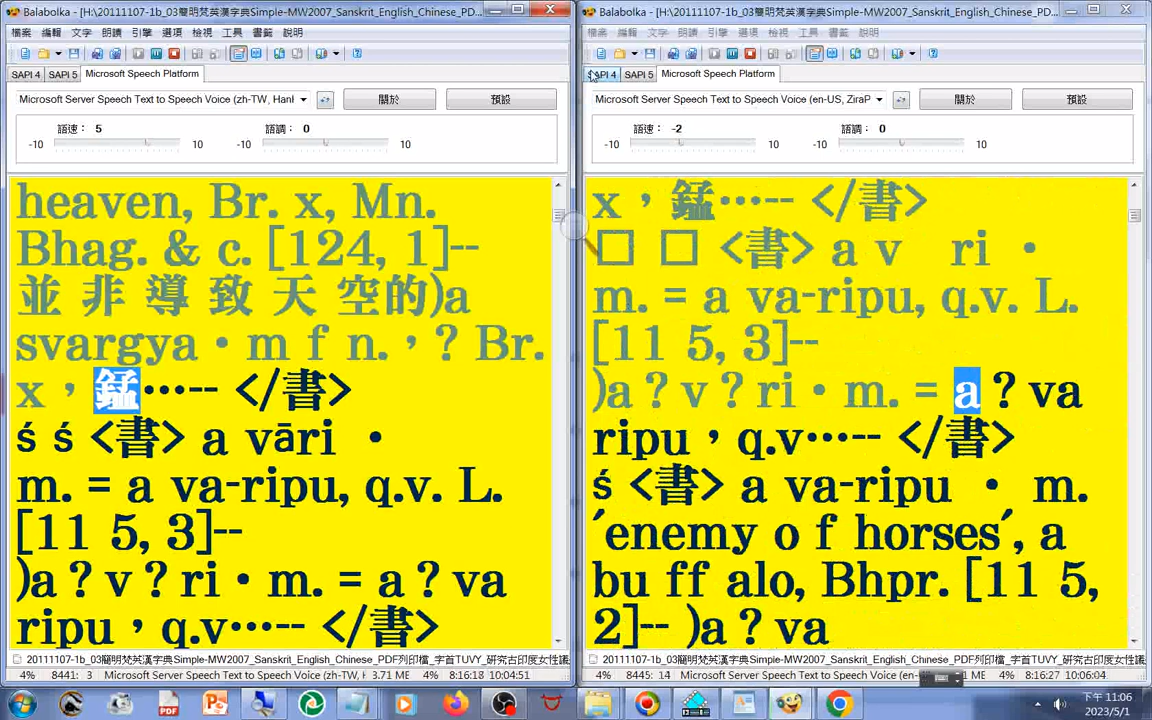 Balabolka - [H:\20111107-1b_03簡明梵英漢字典Simple-MW2007_Sanskrit_English_Chinese_PD...
檔案 編輯 文字 朗讀 引擎 選項 檢視 工具 書籤 說明
SAPI 4 SAPI 5 Microsoft Speech Platform
Microsoft Server Speech Text to Speech Voice (zh-TW, HanH
關於 預設
語速： 5 語調： 0
-10 10 -10 10
heaven, Br. x, Mn.
Bhag. & c. [124, 1]--
並 非 導 致 天 空的)a
svargya‧m f n.，? Br.
x，錳…-- </書>
ś ś <書> a vāri ‧
m. = a va-ripu, q.v. L.
[11 5, 3]--
)a ? v ? ri‧m. = a ? va
ripu，q.v…-- </書>
20111107-1b_03簡明梵英漢字典Simple-MW2007_Sanskrit_English_Chinese_PDF列印檔_字首TUVY_研究古印度女性議
4% 8441: 3 Microsoft Server Speech Text to Speech Voice (zh-TW, H 3.71 ME 4% 8:16:18 10:04:51
Balabolka - [H:\20111107-1b_03簡明梵英漢字典Simple-MW2007_Sanskrit_English_Chinese_PD...
檔案 編輯 文字 朗讀 引擎 選項 檢視 工具 書籤 說明
SAPI 4 SAPI 5 Microsoft Speech Platform
Microsoft Server Speech Text to Speech Voice (en-US, ZiraP
關於 預設
語速： -2 語調： 0
-10 10 -10 10
x，錳…-- </書>
□ □ <書> a v ri ‧
m. = a va-ripu, q.v. L.
[11 5, 3]--
)a ? v ? ri‧m. = a ? va
ripu，q.v…-- </書>
ś <書> a va-ripu ‧ m.
´enemy o f horses´, a
bu ff alo, Bhpr. [11 5,
2]-- )a ? va
20111107-1b_03簡明梵英漢字典Simple-MW2007_Sanskrit_English_Chinese_PDF列印檔_字首TUVY_研究古印度女性議
4% 8445: 14 Microsoft Server Speech Text to Speech Voice (en-U ME 4% 8:16:27 10:06:04
下午 11:06
2023/5/1